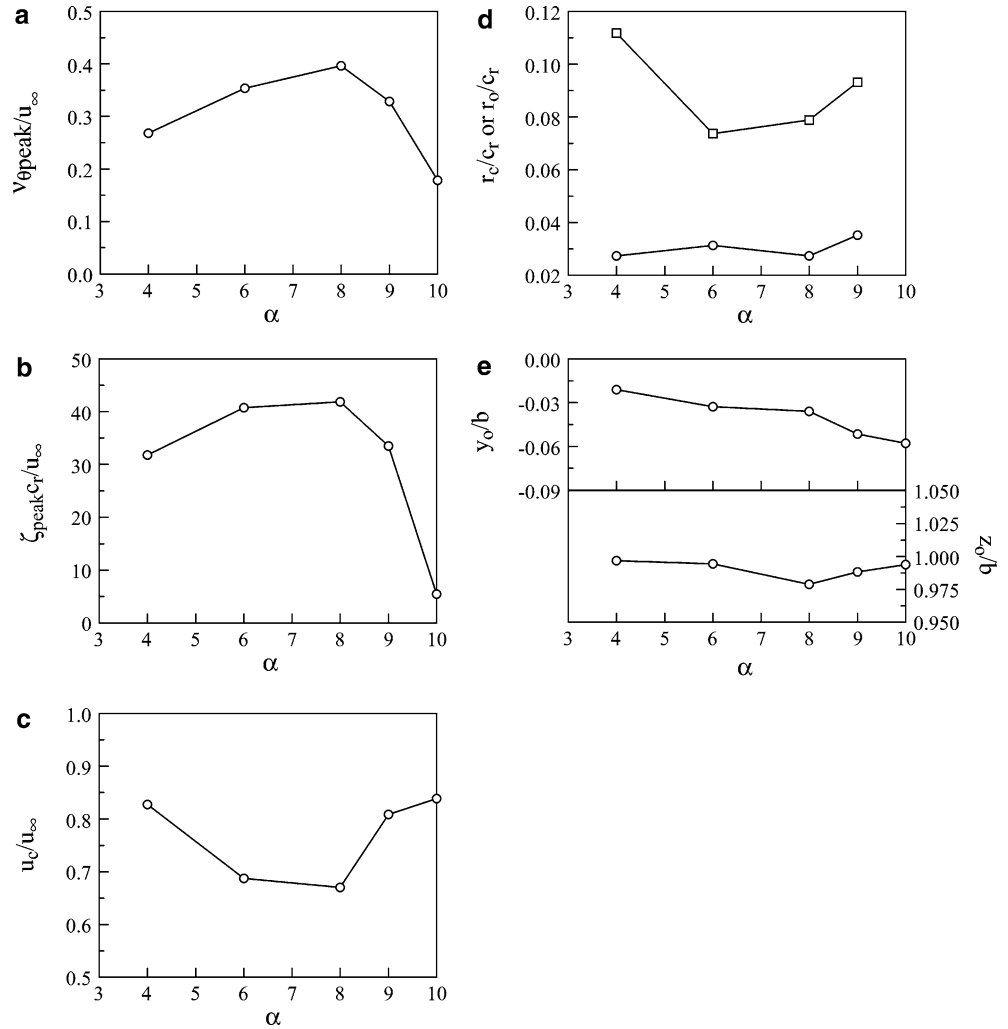 a
0.5
0.4
0.3
0.2
0.1
0.0
νθpeak/u∞
3 4 5 6 7 8 9 10
α
d
0.12
0.10
0.08
0.06
0.04
0.02
rc/cr or ro/cr
3 4 5 6 7 8 9 10
α
b
50
40
30
20
10
0
ζpeakcr/u∞
3 4 5 6 7 8 9 10
α
e
0.00
-0.03
-0.06
-0.09
yo/b
1.050
1.025
1.000
0.975
0.950
zo/b
3 4 5 6 7 8 9 10
α
c
1.0
0.9
0.8
0.7
0.6
0.5
uc/u∞
3 4 5 6 7 8 9 10
α